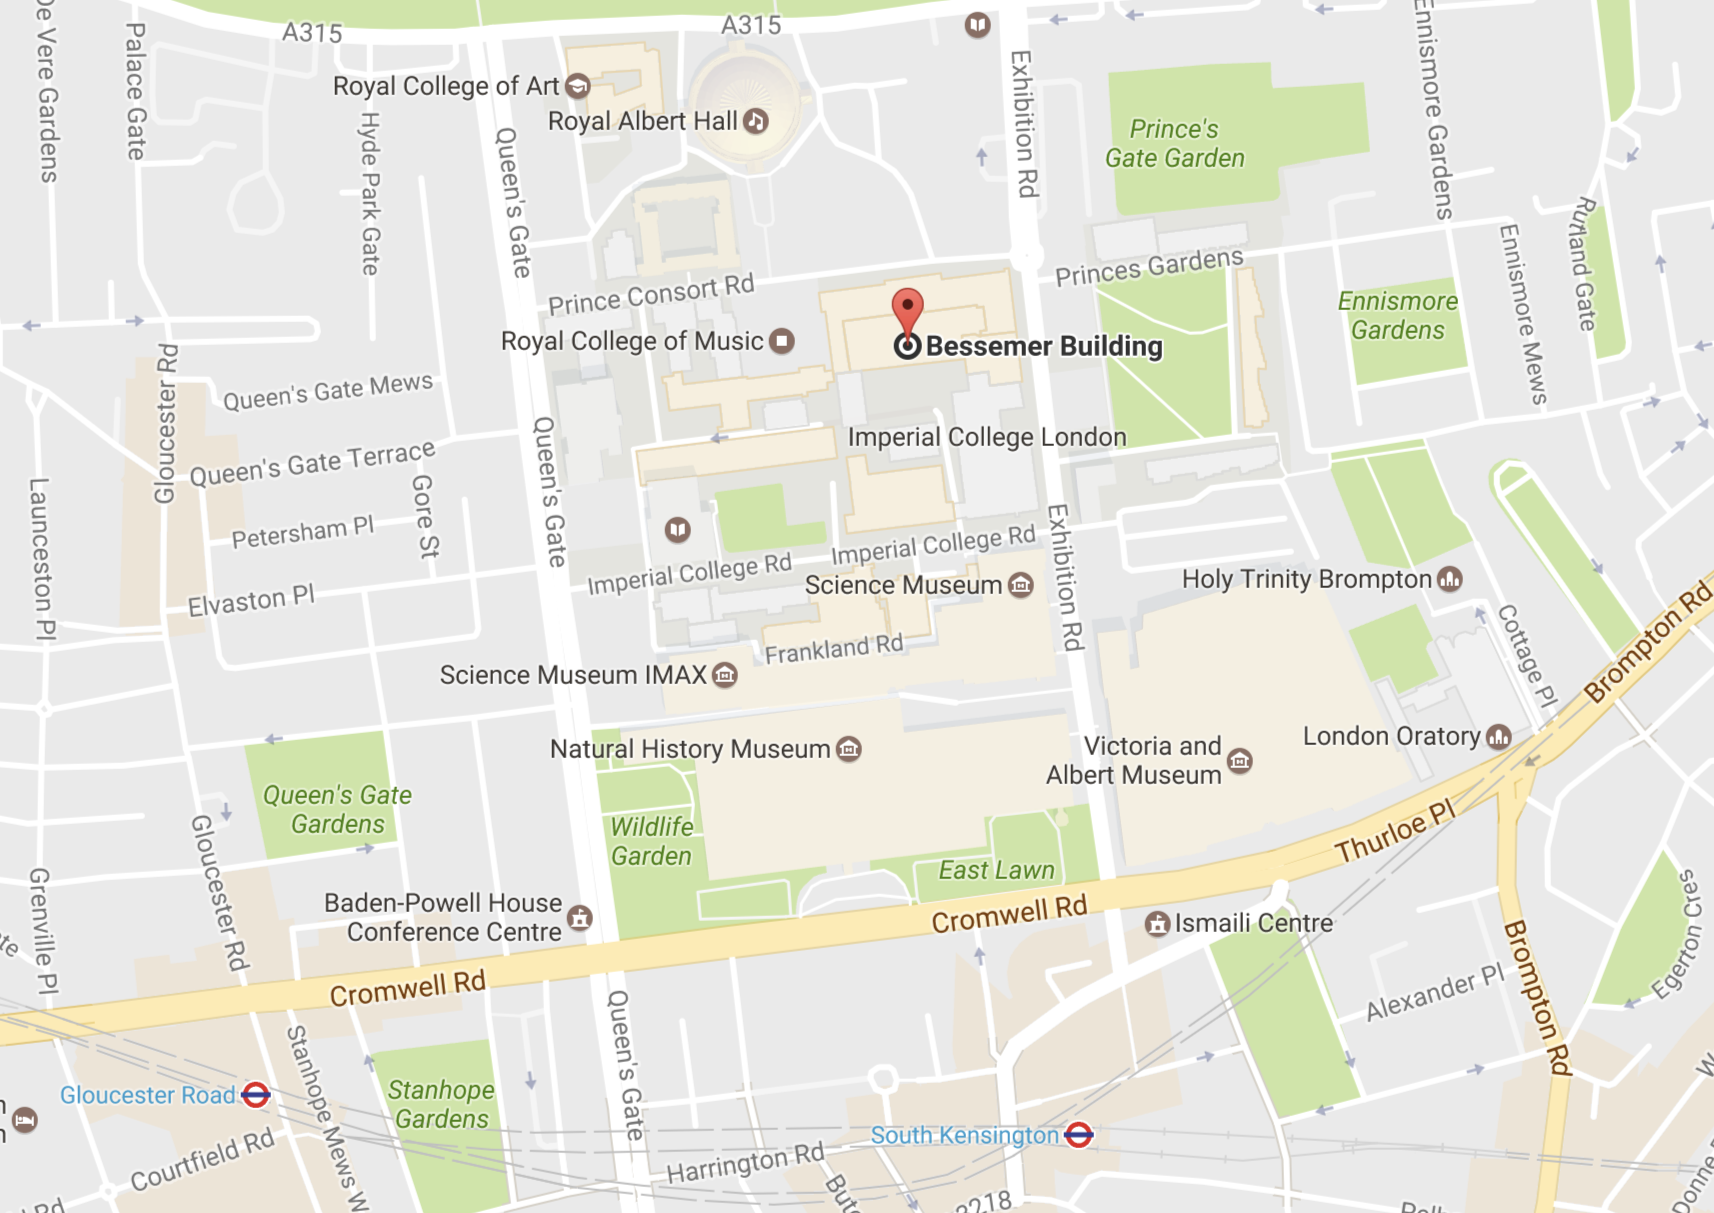 De Vere Gardens
Palace Gate
A315
A315
Hyde Park Gate
Royal College of Art
Royal Albert Hall
Queen's Gate
Exhibition Rd
Prince's
Gate Garden
Ennismore Gardens
Rutland Gate
Ennismore Mews
Princes Gardens
Prince Consort Rd
Ennismore
Gardens
Royal College of Music
Bessemer Building
Gloucester Rd
Queen's Gate Mews
Queen's Gate Terrace
Queen's Gate
Imperial College London
Launceston Pl
Gore St
Petersham Pl
Elvaston Pl
Imperial College Rd
Imperial College Rd
Exhibition Rd
Science Museum
Holy Trinity Brompton
Cottage Pl
Brompton Rd
Frankland Rd
Science Museum IMAX
Natural History Museum
Victoria and
Albert Museum
London Oratory
Queen's Gate
Gardens
Wildlife
Garden
East Lawn
Thurloe Pl
Gloucester Rd
Grenville Pl
Baden-Powell House
Conference Centre
Cromwell Rd
Ismaili Centre
Egerton Cres
Cromwell Rd
Alexander Pl
Brompton Rd
Queen's Gate
Stanhope Mews W
Gloucester Road
Stanhope
Gardens
South Kensington
Courtfield Rd
Harrington Rd